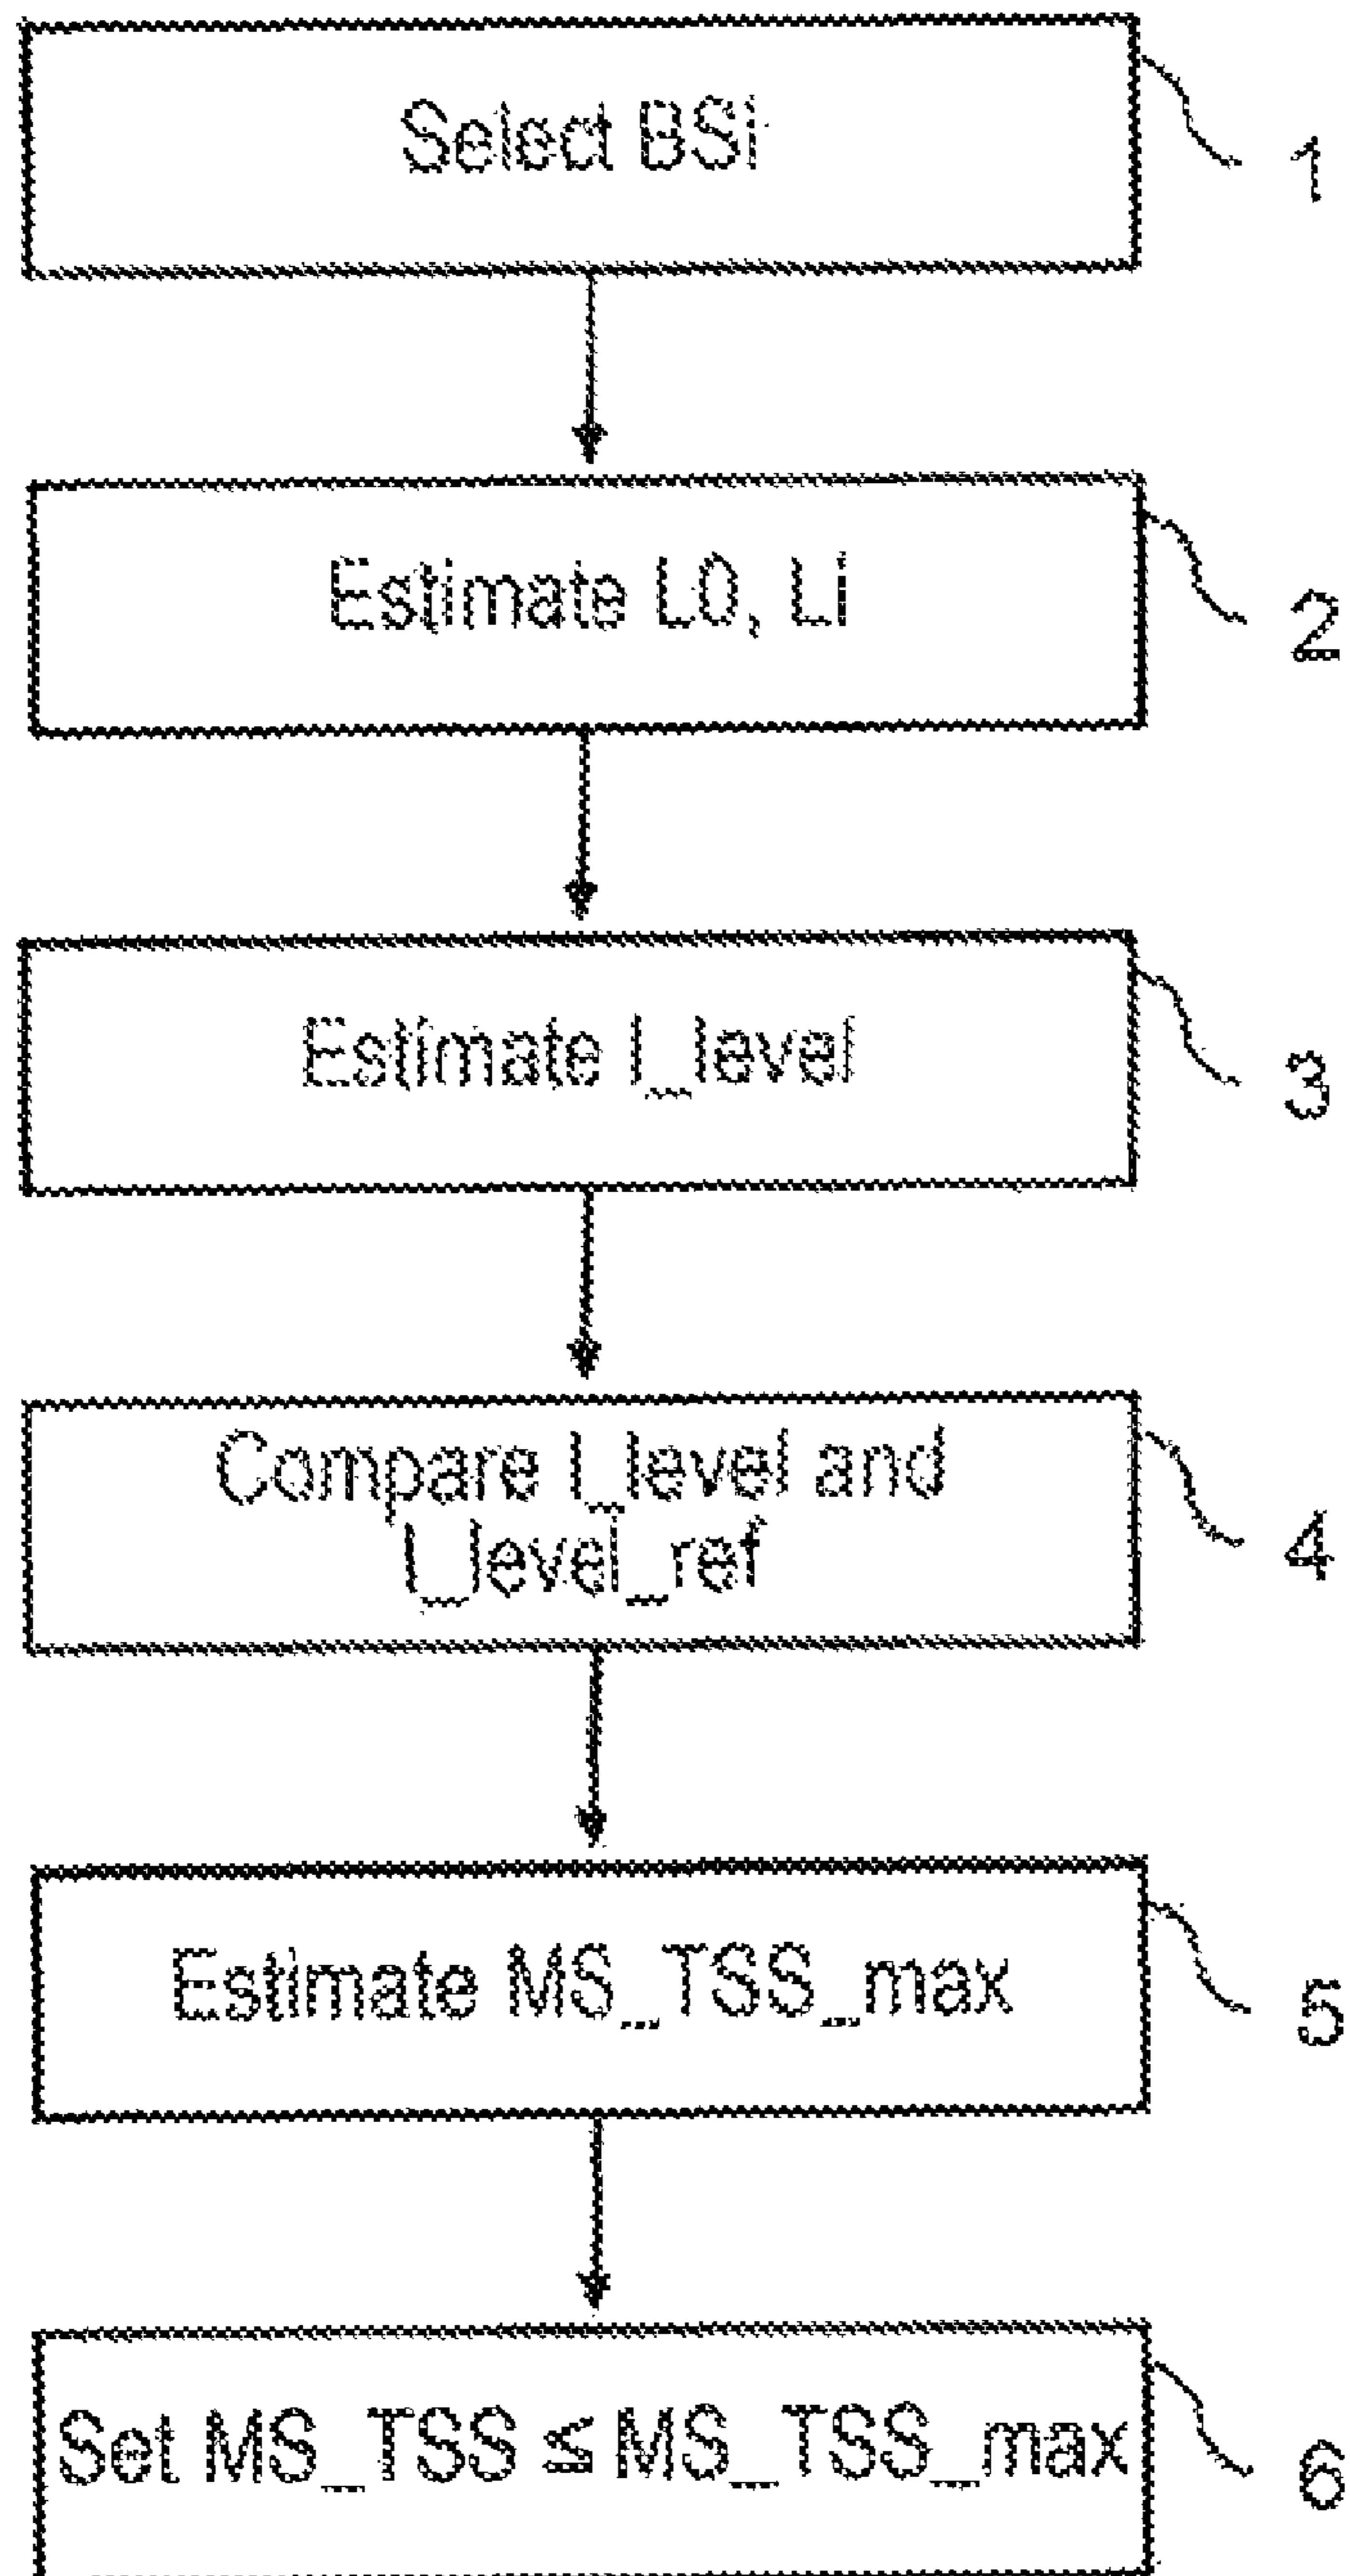 Select BSi
1
Estimate L0, Li
2
Estimate I_level
3
Compare I_level and
I_level_ref
4
Estimate MS_TSS_max
5
Set MS_TSS ≦ MS_TSS_max
6